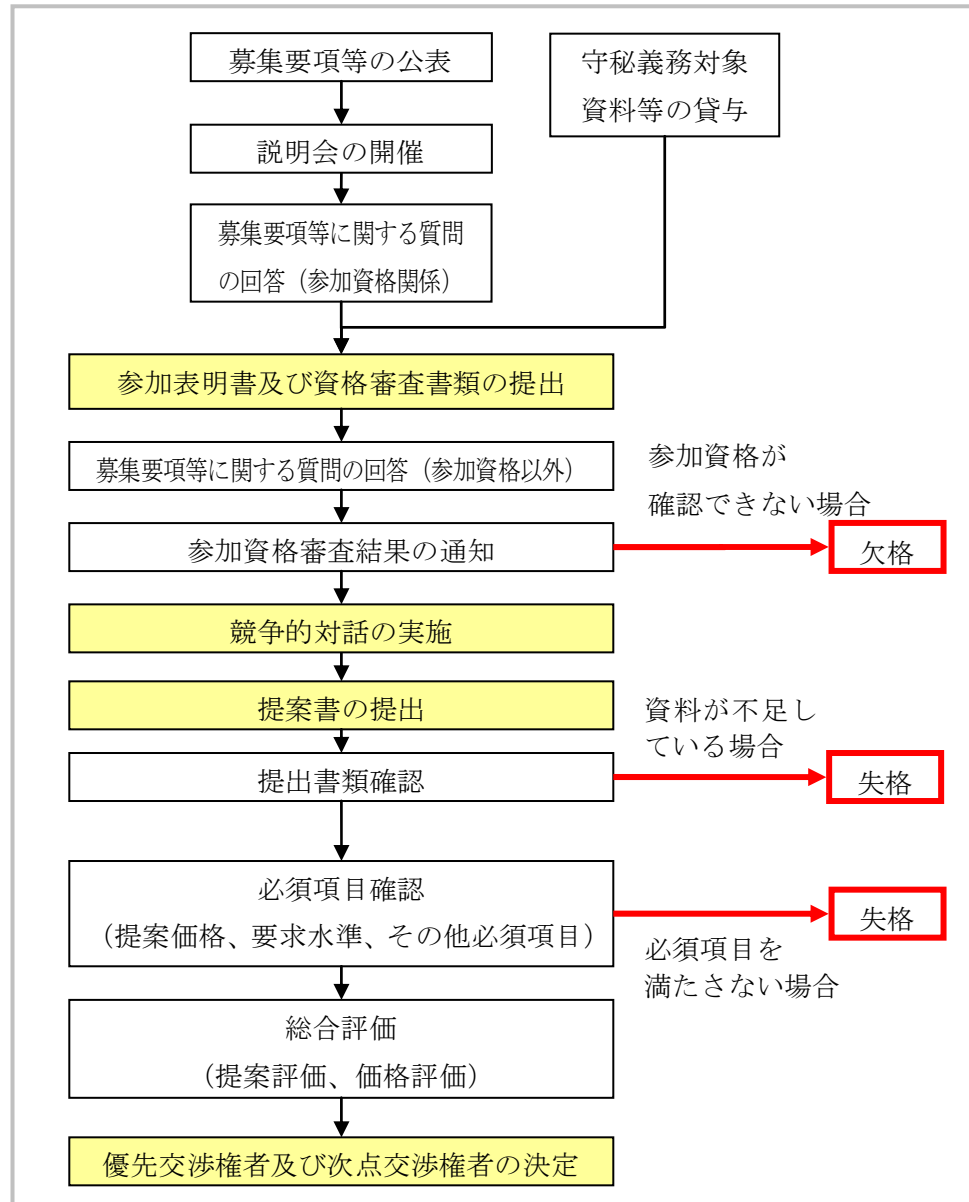 募集要項等の公表
守秘義務対象
資料等の貸与
説明会の開催
募集要項等に関する質問
の回答（参加資格関係）
参加表明書及び資格審査書類の提出
募集要項等に関する質問の回答（参加資格以外）
参加資格が
確認できない場合
参加資格審査結果の通知
欠格
競争的対話の実施
提案書の提出
資料が不足し
ている場合
提出書類確認
失格
必須項目確認
（提案価格、要求水準、その他必須項目）
失格
必須項目を
満たさない場合
総合評価
（提案評価、価格評価）
優先交渉権者及び次点交渉権者の決定